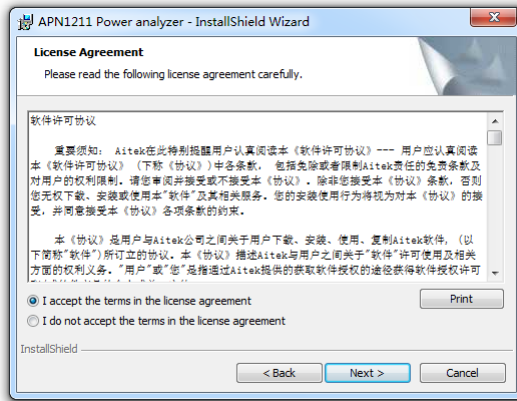 APN1211 Power analyzer - InstallShield Wizard
License Agreement
Please read the following license agreement carefully.
软件许可协议
重要须知： Aitek在此特别提醒用户认真阅读本《软件许可协议》--- 用户应认真阅读
本《软件许可协议》（下称《协议》）中各条款， 包括免除或者限制Aitek责任的免责条款及
对用户的权利限制。请您审阅并接受或不接受本《协议》。除非您接受《协议》条款，否则
您无权下载、安装或使用本"软件"及其相关服务。您的安装使用行为将视为对本《协议》的接
受，并同意接受本《协议》各项条款的约束。
本《协议》是用户与Aitek公司之间关于用户下载、安装、使用、复制Aitek软件，（以
下简称"软件"）所订立的协议。本《协议》描述Aitek与用户之间关于"软件"许可使用及相关
方面的权利义务。"用户"或"您"是指通过Aitek提供的获取软件授权的途径获得软件授权许可
I accept the terms in the license agreement
Print
I do not accept the terms in the license agreement
InstallShield
< Back
Next >
Cancel